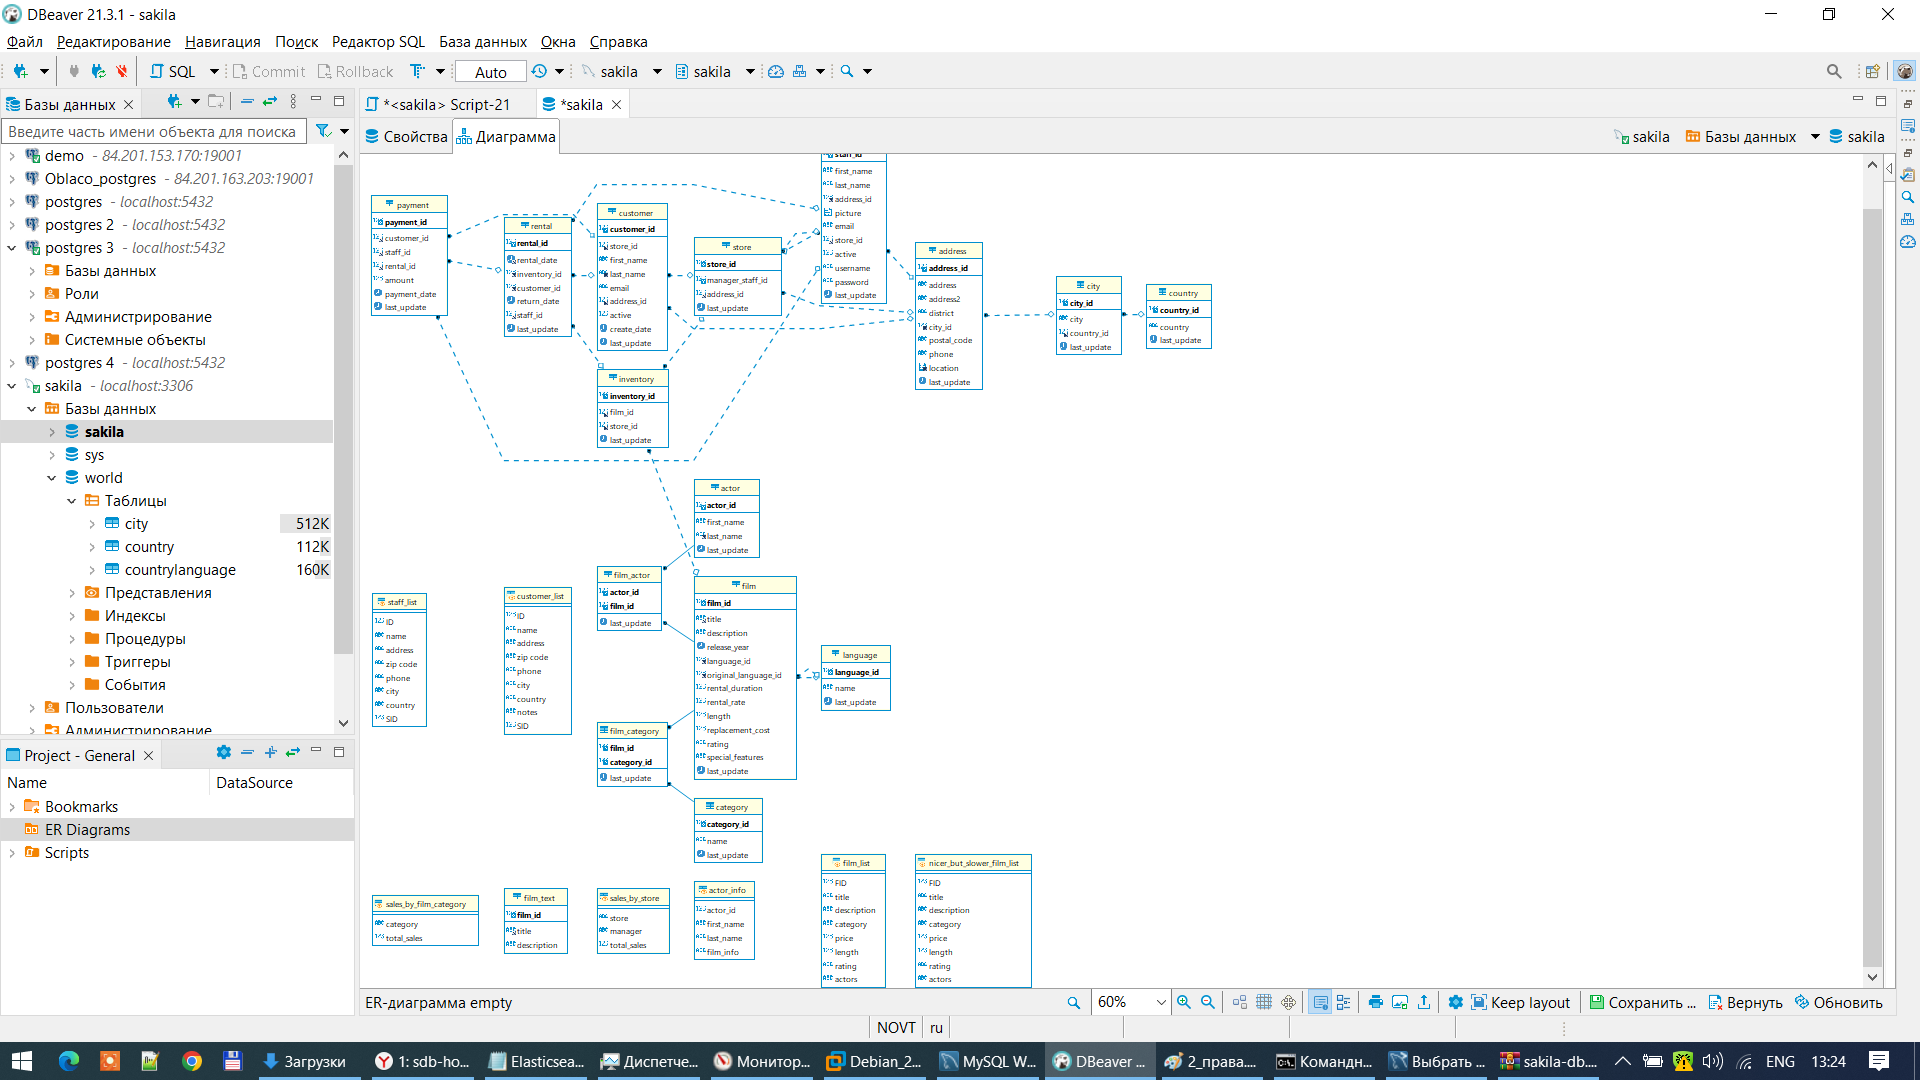 DBeaver 21.3.1 - sakila
Файл Редактирование Навигация Поиск Редактор SQL База данных Окна Справка
SQL Commit Rollback Auto sakila sakila
Базы данных
*<sakila> Script-21 *sakila
Введите часть имени объекта для поиска
Свойства Диаграмма sakila Базы данных sakila
demo - 84.201.153.170:19001
Oblaco_postgres - 84.201.163.203:19001
postgres - localhost:5432
postgres 2 - localhost:5432
postgres 3 - localhost:5432
Базы данных
Роли
Администрирование
Системные объекты
postgres 4 - localhost:5432
sakila - localhost:3306
Базы данных
sakila
sys
world
Таблицы
city 512K
country 112K
countrylanguage 160K
Представления
Индексы
Процедуры
Триггеры
События
Пользователи
Администрирование
Project - General
Name DataSource
Bookmarks
ER Diagrams
Scripts
payment
payment_id
customer_id
staff_id
rental_id
amount
payment_date
last_update
rental
rental_id
rental_date
inventory_id
customer_id
return_date
staff_id
last_update
customer
customer_id
store_id
first_name
last_name
email
address_id
active
create_date
last_update
store
store_id
manager_staff_id
address_id
last_update
staff_id
first_name
last_name
address_id
picture
email
store_id
active
username
password
last_update
address
address_id
address
address2
district
city_id
postal_code
phone
location
last_update
city
city_id
city
country_id
last_update
country
country_id
country
last_update
inventory
inventory_id
film_id
store_id
last_update
actor
actor_id
first_name
last_name
last_update
film_actor
actor_id
film_id
last_update
film
film_id
title
description
release_year
language_id
original_language_id
rental_duration
rental_rate
length
replacement_cost
rating
special_features
last_update
language
language_id
name
last_update
staff_list
ID
name
address
zip code
phone
city
country
SID
customer_list
ID
name
address
zip code
phone
city
country
notes
SID
film_category
film_id
category_id
last_update
category
category_id
name
last_update
sales_by_film_category
category
total_sales
film_text
film_id
title
description
sales_by_store
store
manager
total_sales
actor_info
actor_id
first_name
last_name
film_info
film_list
FID
title
description
category
price
length
rating
actors
nicer_but_slower_film_list
FID
title
description
category
price
length
rating
actors
ER-диаграмма empty 60% Keep layout Сохранить ... Вернуть Обновить
NOVT ru
Загрузки 1: sdb-ho... Elasticsea... Диспетче... Монитор... Debian_2... MySQL W... DBeaver ... 2_права.... Командн... Выбрать ... sakila-db.... ENG 13:24